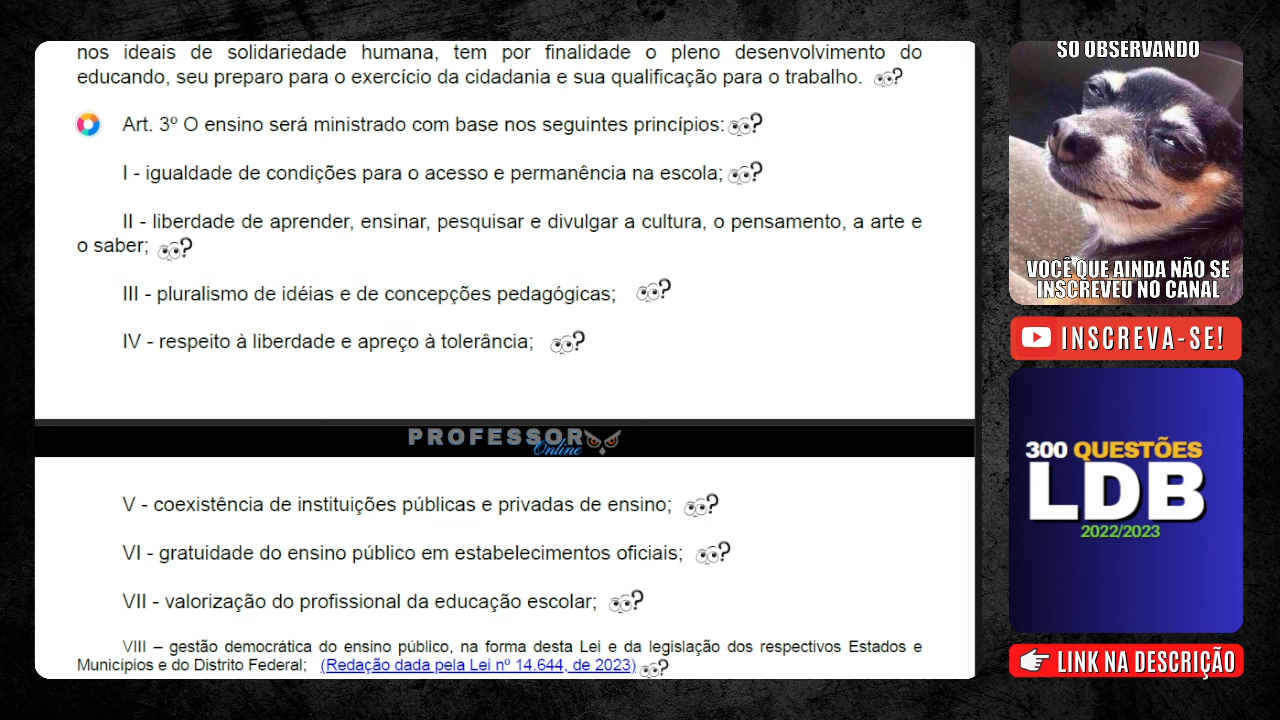 nos ideais de solidariedade humana, tem por finalidade o pleno desenvolvimento do
educando, seu preparo para o exercício da cidadania e sua qualificação para o trabalho.
Art. 3º O ensino será ministrado com base nos seguintes princípios:
I - igualdade de condições para o acesso e permanência na escola;
II - liberdade de aprender, ensinar, pesquisar e divulgar a cultura, o pensamento, a arte e
o saber;
III - pluralismo de idéias e de concepções pedagógicas;
IV - respeito à liberdade e apreço à tolerância;
PROFESSOR
Online
V - coexistência de instituições públicas e privadas de ensino;
VI - gratuidade do ensino público em estabelecimentos oficiais;
VII - valorização do profissional da educação escolar;
VIII – gestão democrática do ensino público, na forma desta Lei e da legislação dos respectivos Estados e
Municípios e do Distrito Federal; (Redação dada pela Lei nº 14.644, de 2023)
SO OBSERVANDO
VOCÊ QUE AINDA NÃO SE
INSCREVEU NO CANAL
INSCREVA-SE!
300 QUESTÕES
LDB
2022/2023
LINK NA DESCRIÇÃO